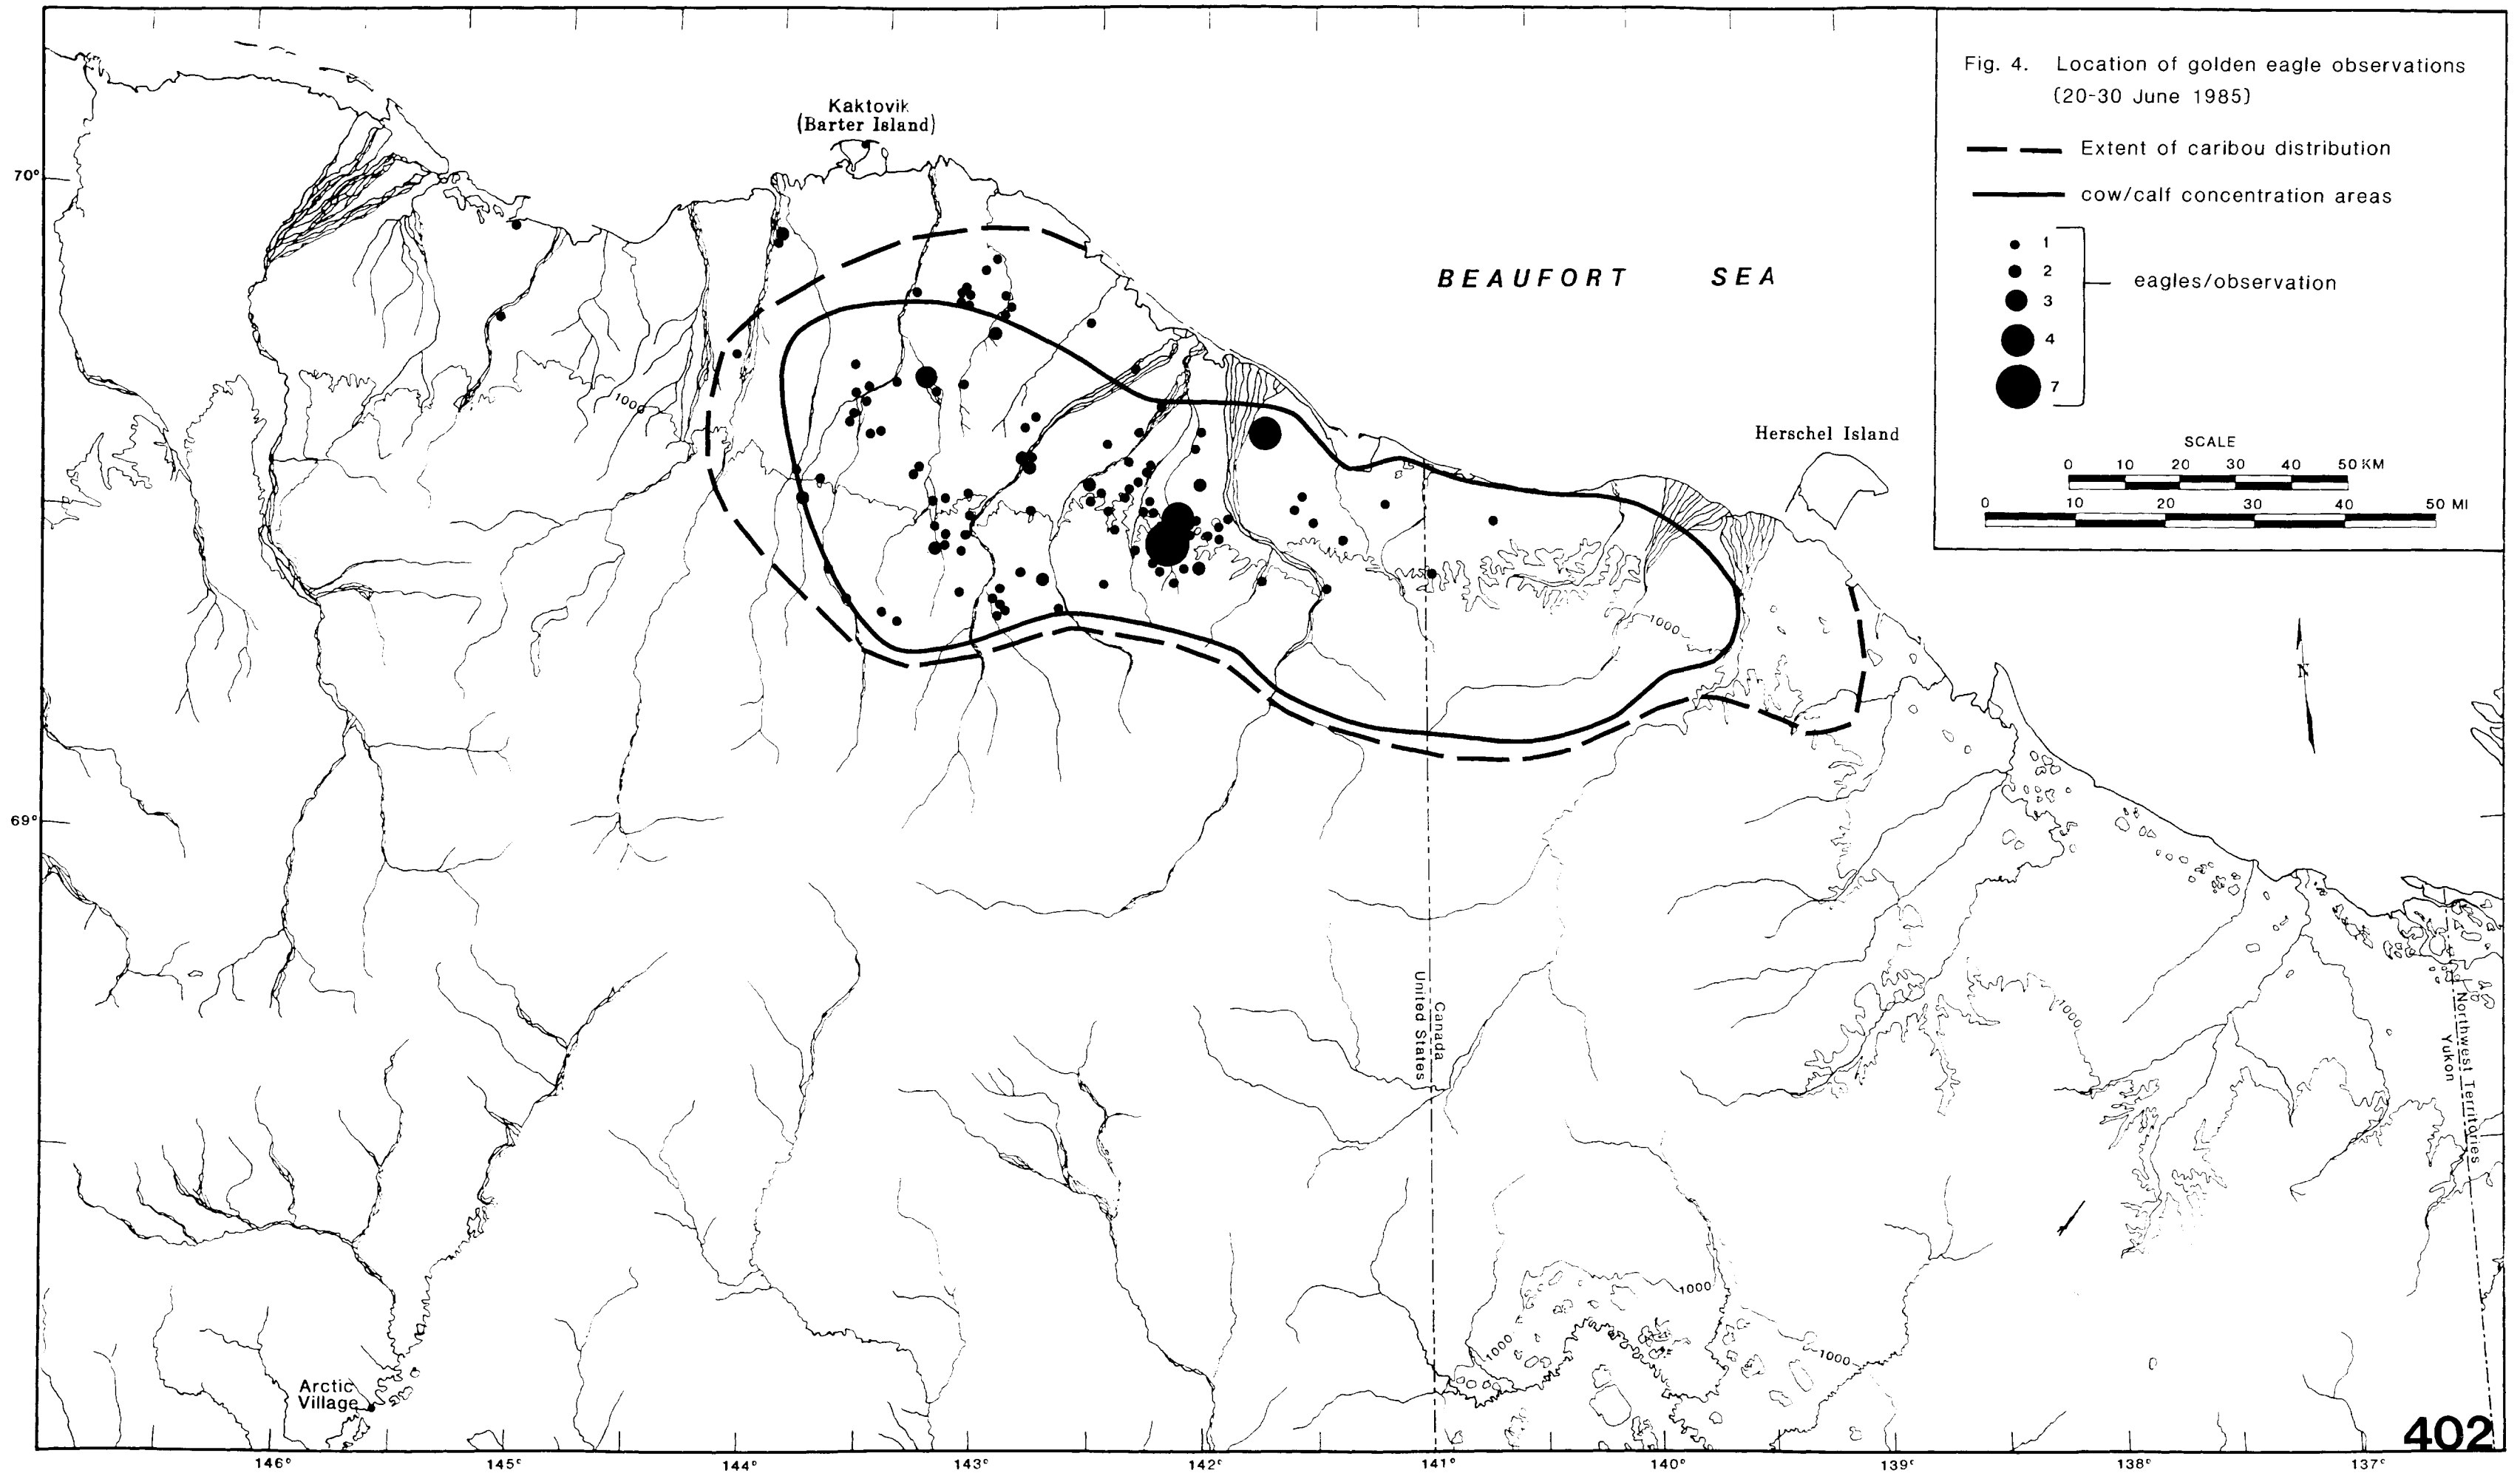 Fig. 4. Location of golden eagle observations
(20-30 June 1985)
Extent of caribou distribution
cow/calf concentration areas
1
2
3
4
7
eagles/observation
SCALE
0 10 20 30 40 50 KM
0 10 20 30 40 50 MI
Kaktovik
(Barter Island)
70°
BEAUFORT SEA
Herschel Island
1000
1000
N
69°
Canada
United States
1000
Northwest Territories
Yukon
1000
1000
1000
Arctic
Village
402
146° 145° 144° 143° 142° 141° 140° 139° 138° 137°